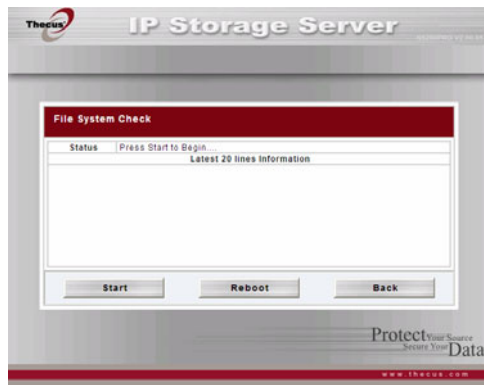 Thecus
IP Storage Server
File System Check
Status Press Start to Begin....
Latest 20 lines Information
Start Reboot Back
Protect Your Source
Secure Your Data
www.thecus.com